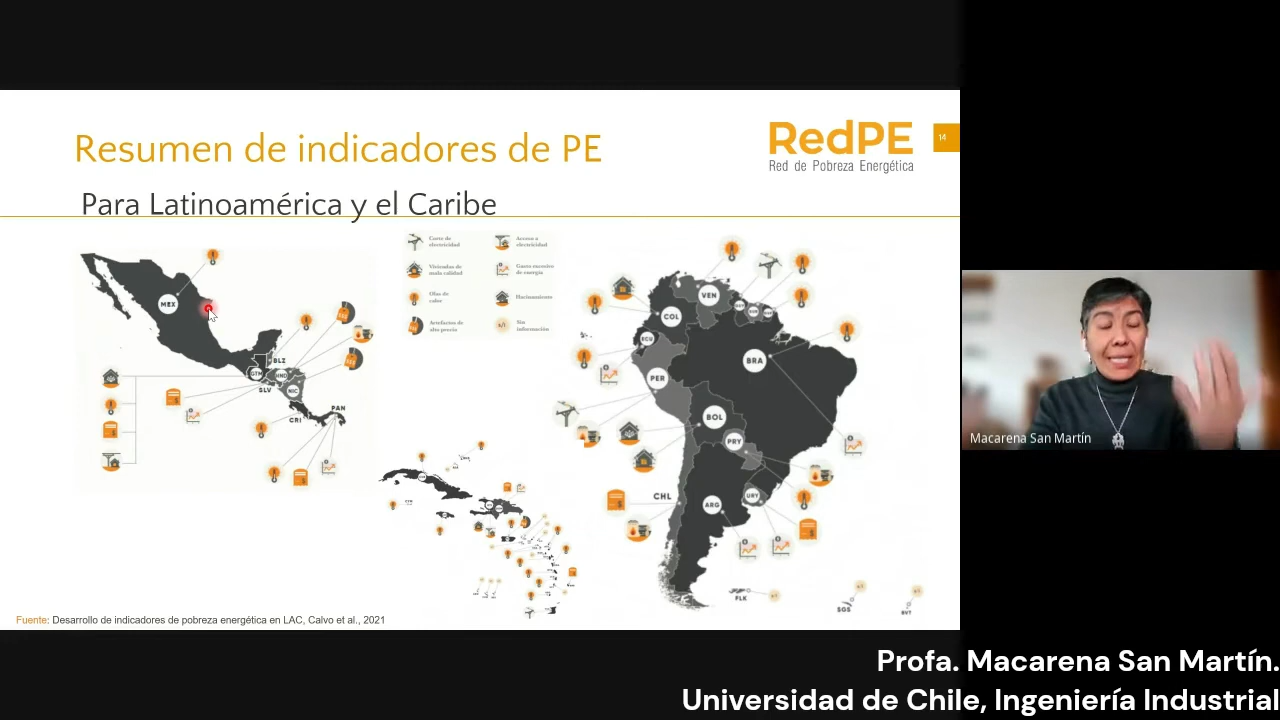 Resumen de indicadores de PE
Para Latinoamérica y el Caribe
RedPE
Red de Pobreza Energética
14
Corte de
electricidad
Acceso a
electricidad
Viviendas de
mala calidad
Gasto excesivo
de energía
Olas de
calor
Hacinamiento
Artefactos de
alto precio
Sin
información
MEX
BLZ
GTM
HND
SLV
NIC
CRI
PAN
VEN
COL
ECU
PER
BRA
BOL
PRY
CHL
ARG
URY
FLK
SGS
BVT
Fuente: Desarrollo de indicadores de pobreza energética en LAC, Calvo et al., 2021
Macarena San Martín
Profa. Macarena San Martín.
Universidad de Chile, Ingeniería Industrial